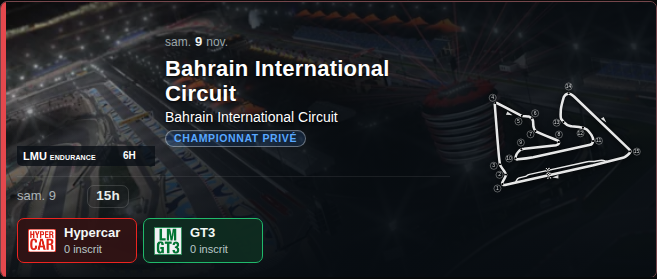 sam. 9 nov.
Bahrain International
Circuit
Bahrain International Circuit
CHAMPIONNAT PRIVÉ
LMU ENDURANCE 6H
sam. 9 15h
HYPER
CAR
Hypercar
0 inscrit
LM
GT3
GT3
0 inscrit